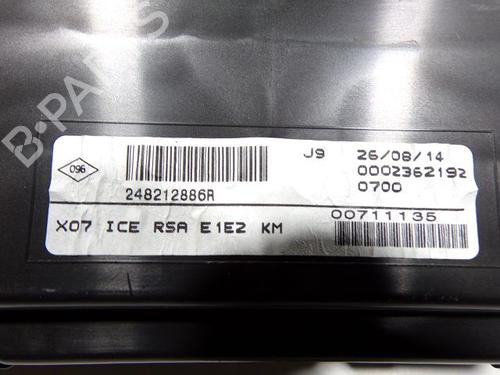 B-PARTS
096
248212886R
J9 26/08/14
0002362192
0700
00711135
X07 ICE RSA E1E2 KM